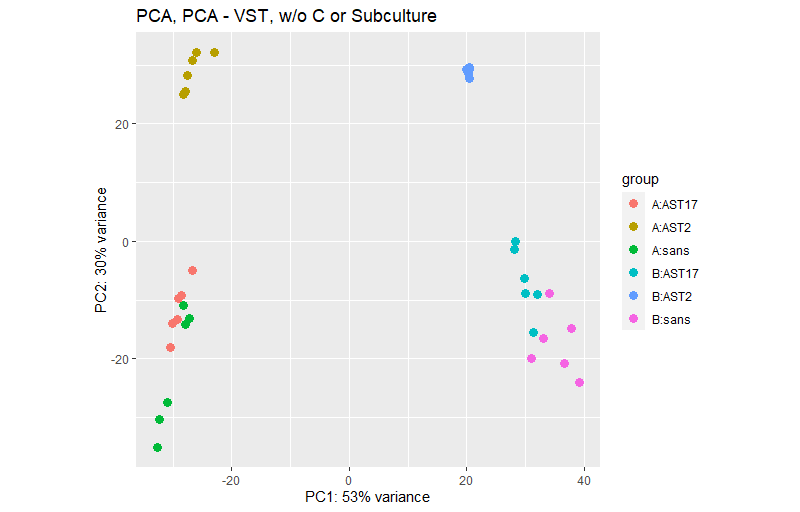 PCA, PCA - VST, w/o C or Subculture
20
0
-20
PC2: 30% variance
-20
0
20
40
PC1: 53% variance
group
A:AST17
A:AST2
A:sans
B:AST17
B:AST2
B:sans